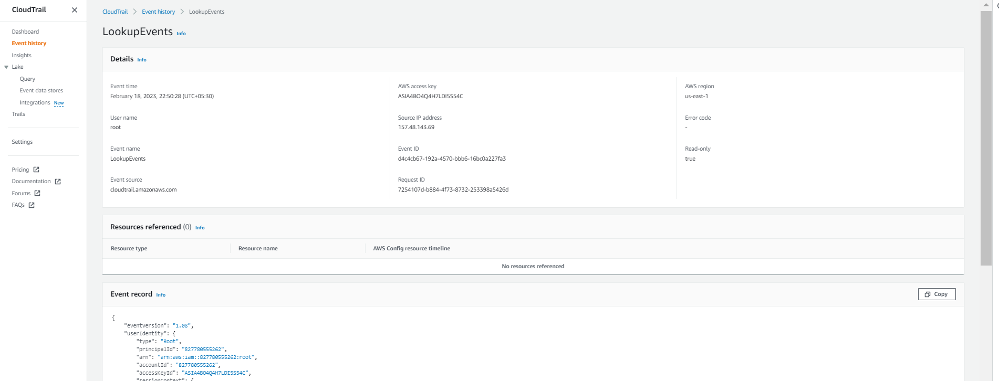 CloudTrail
Dashboard
Event history
Insights
Lake
Query
Event data stores
Integrations New
Trails
Settings
Pricing
Documentation
Forums
FAQs
CloudTrail > Event history > LookupEvents
LookupEvents Info
Details Info
Event time
February 18, 2023, 22:50:28 (UTC+05:30)
User name
root
Event name
LookupEvents
Event source
cloudtrail.amazonaws.com
AWS access key
ASIA4BO4Q4H7LDI5S54C
Source IP address
157.48.143.69
Event ID
d4c4cb67-192a-4570-bbb6-16bc0a227fa3
Request ID
7254107d-b884-4f73-8732-253398a5426d
AWS region
us-east-1
Error code
-
Read-only
true
Resources referenced (0) Info
Resource type Resource name AWS Config resource timeline
No resources referenced
Event record Info
Copy
{
"eventVersion": "1.08",
"userIdentity": {
"type": "Root",
"principalId": "827780555262",
"arn": "arn:aws:iam::827780555262:root",
"accountId": "827780555262",
"accessKeyId": "ASIA4BO4Q4H7LDI5S54C",
"sessionContext": {